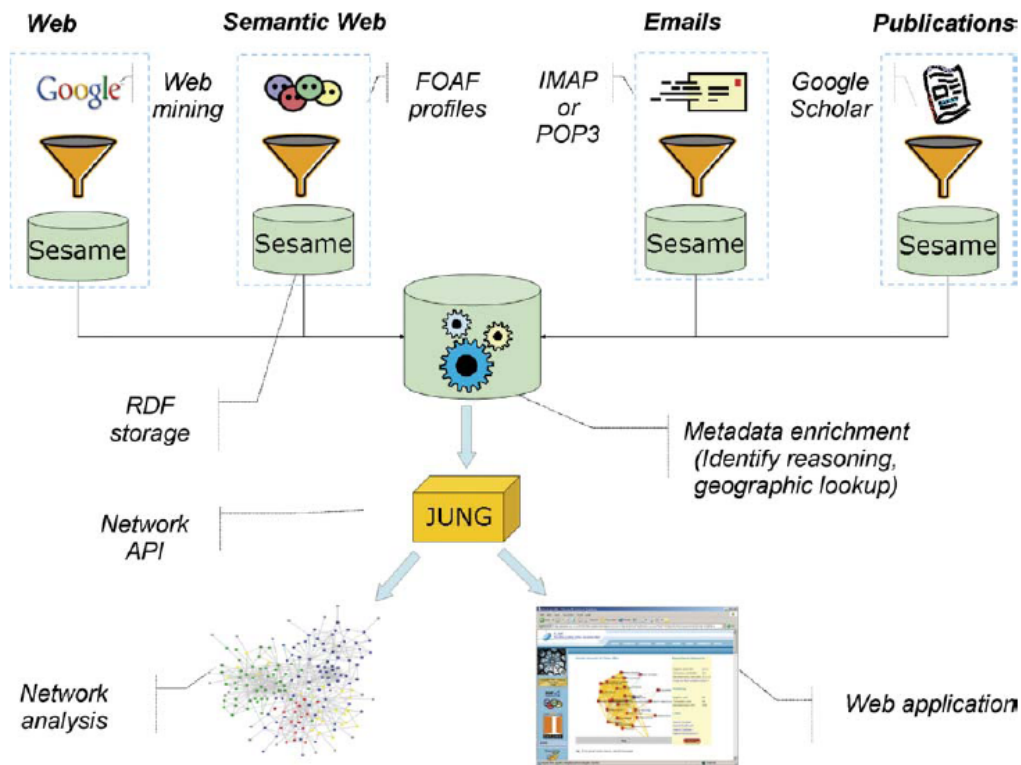 Web
Semantic Web
Emails
Publications
Google
Web
mining
FOAF
profiles
IMAP
or
POP3
Google
Scholar
Sesame
Sesame
Sesame
Sesame
RDF
storage
Metadata enrichment
(Identify reasoning,
geographic lookup)
JUNG
Network
API
Network
analysis
Web application